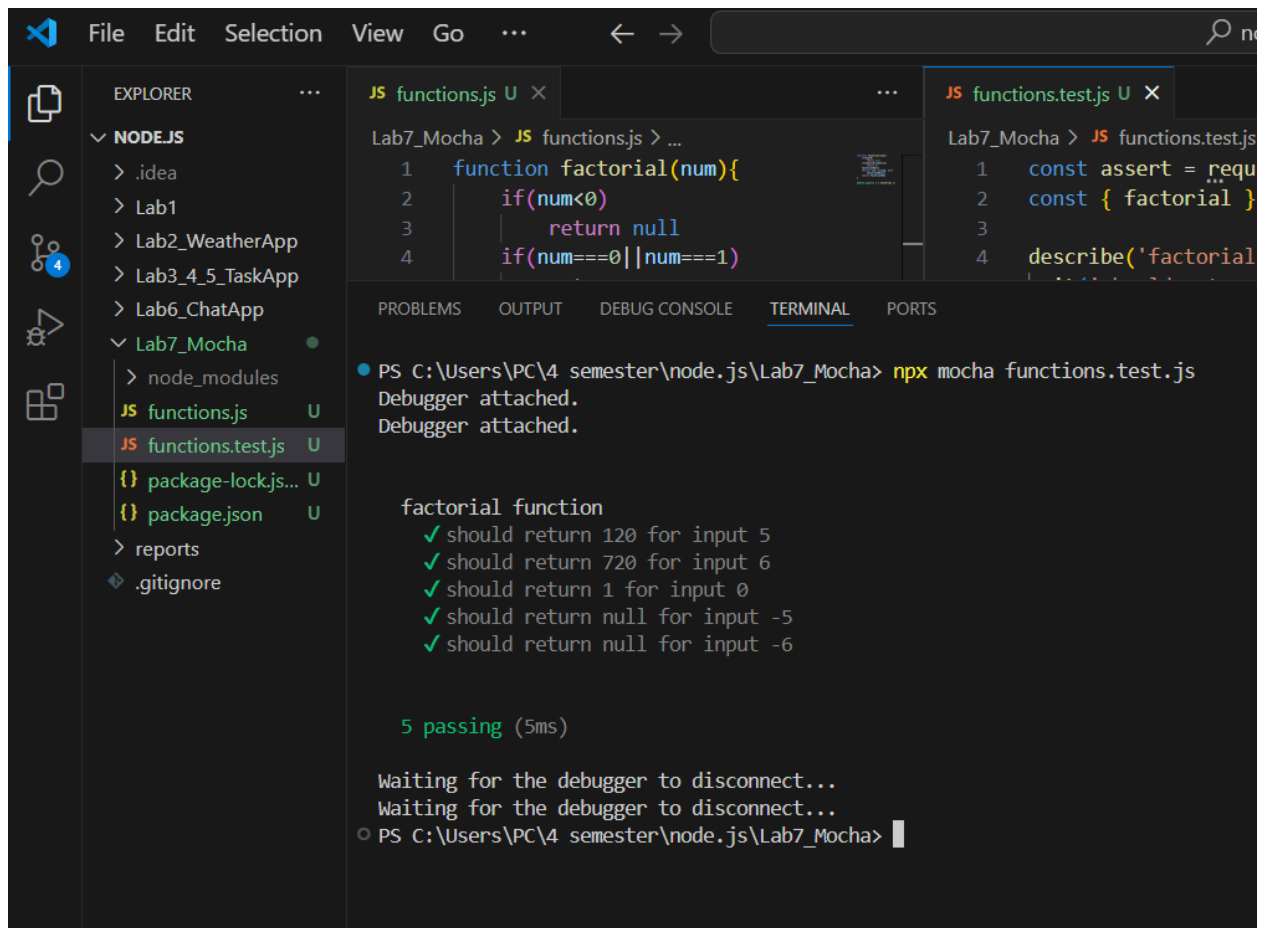 File Edit Selection View Go ···
EXPLORER ···
NODE.JS
.idea
Lab1
Lab2_WeatherApp
Lab3_4_5_TaskApp
Lab6_ChatApp
Lab7_Mocha
node_modules
JS functions.js U
JS functions.test.js U
{} package-lock.js... U
{} package.json U
reports
.gitignore
4
JS functions.js U ···
Lab7_Mocha > JS functions.js > ...
1 function factorial(num){
2 if(num<0)
3 return null
4 if(num===0||num===1)
JS functions.test.js U
Lab7_Mocha > JS functions.test.js
1 const assert = requ
2 const { factorial }
3
4 describe('factorial
PROBLEMS OUTPUT DEBUG CONSOLE TERMINAL PORTS
PS C:\Users\PC\4 semester\node.js\Lab7_Mocha> npx mocha functions.test.js
Debugger attached.
Debugger attached.
factorial function
✓ should return 120 for input 5
✓ should return 720 for input 6
✓ should return 1 for input 0
✓ should return null for input -5
✓ should return null for input -6
5 passing (5ms)
Waiting for the debugger to disconnect...
Waiting for the debugger to disconnect...
PS C:\Users\PC\4 semester\node.js\Lab7_Mocha>